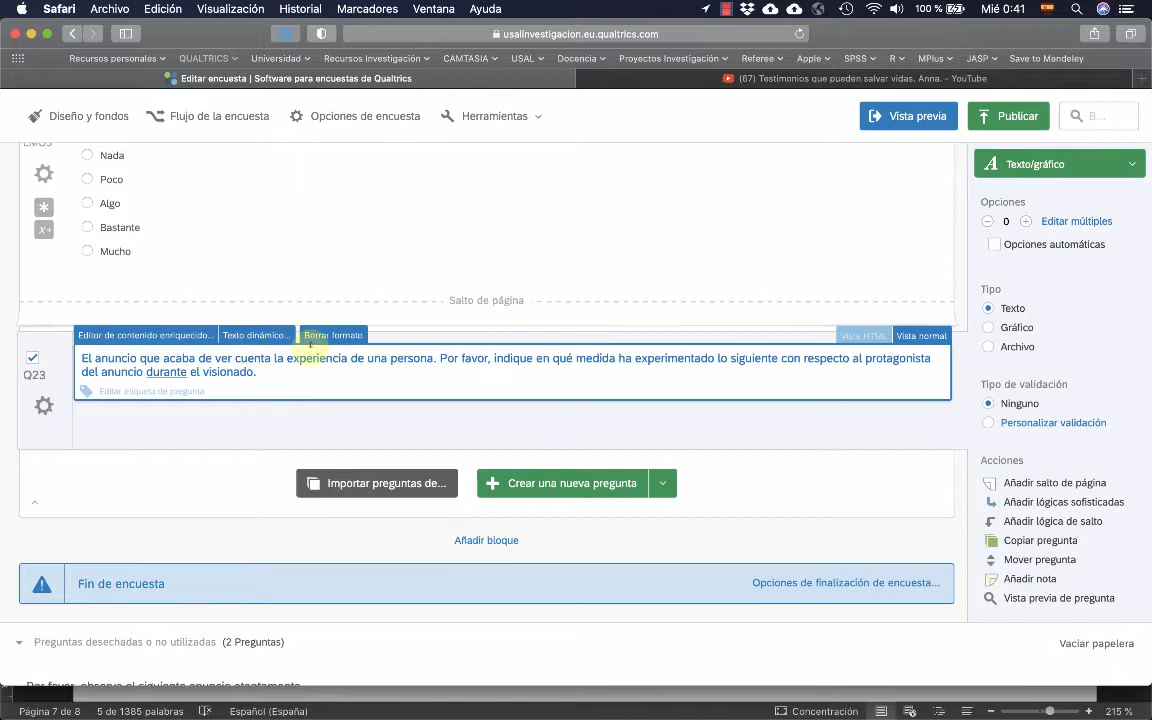 Safari Archivo Edición Visualización Historial Marcadores Ventana Ayuda 100 % Mié 0:41
usalinvestigacion.eu.qualtrics.com
Recursos personales QUALTRICS Universidad Recursos Investigación CAMTASIA USAL Docencia Proyectos Investigación Referee Apple SPSS R MPlus JASP Save to Mendeley
Editar encuesta | Software para encuestas de Qualtrics (67) Testimonios que pueden salvar vidas. Anna. - YouTube
Diseño y fondos Flujo de la encuesta Opciones de encuesta Herramientas Vista previa Publicar B...
EMOS
Nada
Poco
Algo
Bastante
Mucho
Salto de página
Editor de contenido enriquecido... Texto dinámico... Borrar formato Vista HTML Vista normal
Q23
El anuncio que acaba de ver cuenta la experiencia de una persona. Por favor, indique en qué medida ha experimentado lo siguiente con respecto al protagonista
del anuncio durante el visionado.
Editar etiqueta de pregunta
Importar preguntas de... Crear una nueva pregunta
Añadir bloque
Fin de encuesta Opciones de finalización de encuesta...
Preguntas desechadas o no utilizadas (2 Preguntas) Vaciar papelera
Por favor, observe el siguiente anuncio atentamente
Texto/gráfico
Opciones
0 Editar múltiples
Opciones automáticas
Tipo
Texto
Gráfico
Archivo
Tipo de validación
Ninguno
Personalizar validación
Acciones
Añadir salto de página
Añadir lógicas sofisticadas
Añadir lógica de salto
Copiar pregunta
Mover pregunta
Añadir nota
Vista previa de pregunta
Página 7 de 8 5 de 1385 palabras Español (España) Concentración 215 %